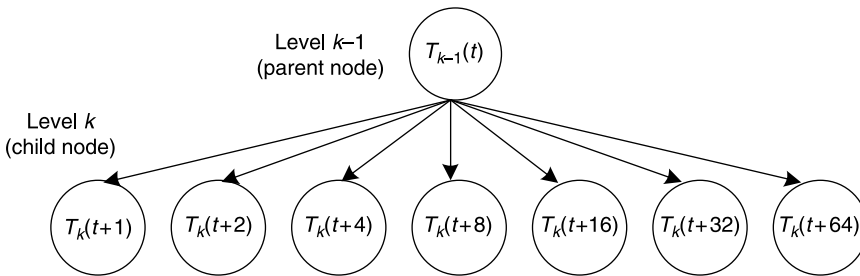 Level k–1
(parent node)
T_{k–1}(t)
Level k
(child node)
T_k(t+1)
T_k(t+2)
T_k(t+4)
T_k(t+8)
T_k(t+16)
T_k(t+32)
T_k(t+64)